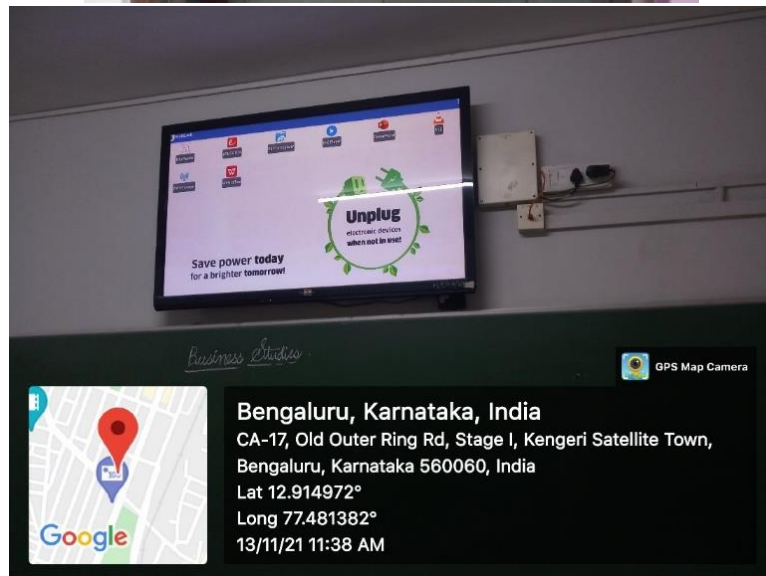 Unplug
electronic devices
when not in use!
Save power today
for a brighter tomorrow!
Business Studies.
GPS Map Camera
Bengaluru, Karnataka, India
CA-17, Old Outer Ring Rd, Stage I, Kengeri Satellite Town,
Bengaluru, Karnataka 560060, India
Lat 12.914972°
Long 77.481382°
13/11/21 11:38 AM
Google